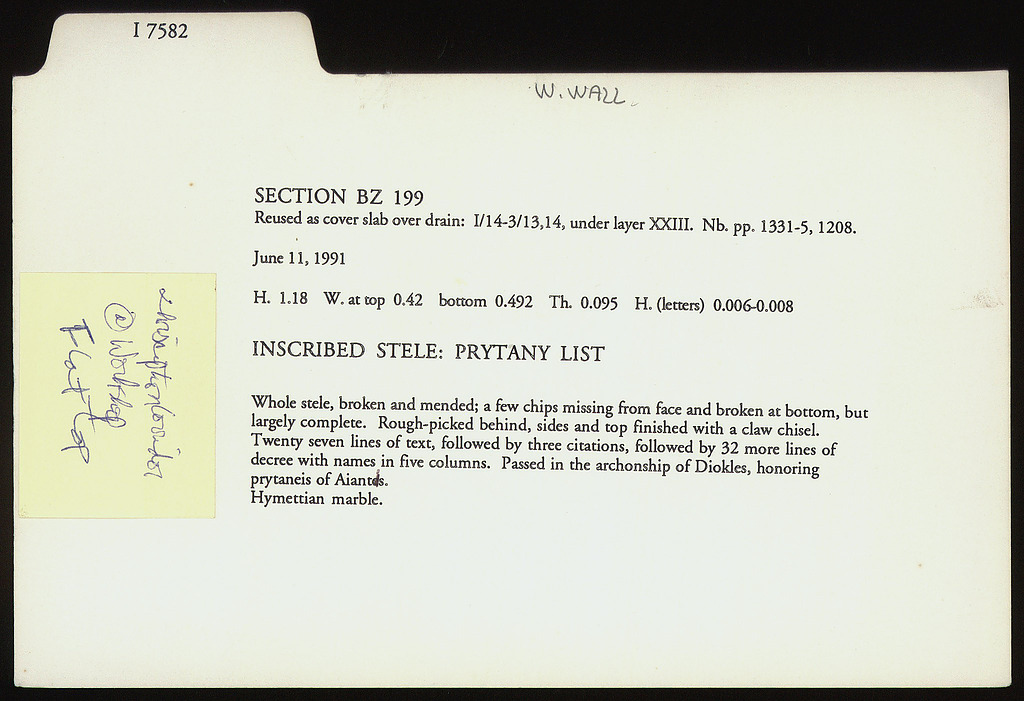 I 7582
W. WALL.
SECTION BZ 199
Reused as cover slab over drain: I/14-3/13,14, under layer XXIII. Nb. pp. 1331-5, 1208.
June 11, 1991
H. 1.18 W. at top 0.42 bottom 0.492 Th. 0.095 H. (letters) 0.006-0.008
INSCRIBED STELE: PRYTANY LIST
Whole stele, broken and mended; a few chips missing from face and broken at bottom, but
largely complete. Rough-picked behind, sides and top finished with a claw chisel.
Twenty seven lines of text, followed by three citations, followed by 32 more lines of
decree with names in five columns. Passed in the archonship of Diokles, honoring
prytaneis of Aiantis.
Hymettian marble.
@ Workshop
Flat top